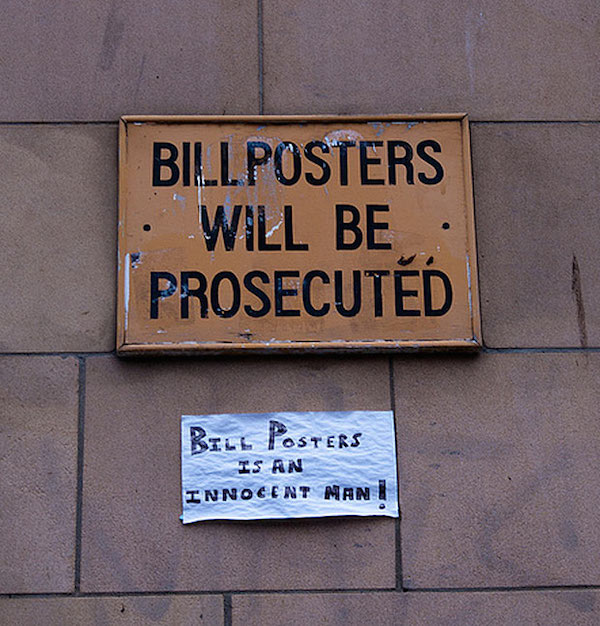 BILLPOSTERS
· WILL BE ·
PROSECUTED
BILL POSTERS
IS AN
INNOCENT MAN!